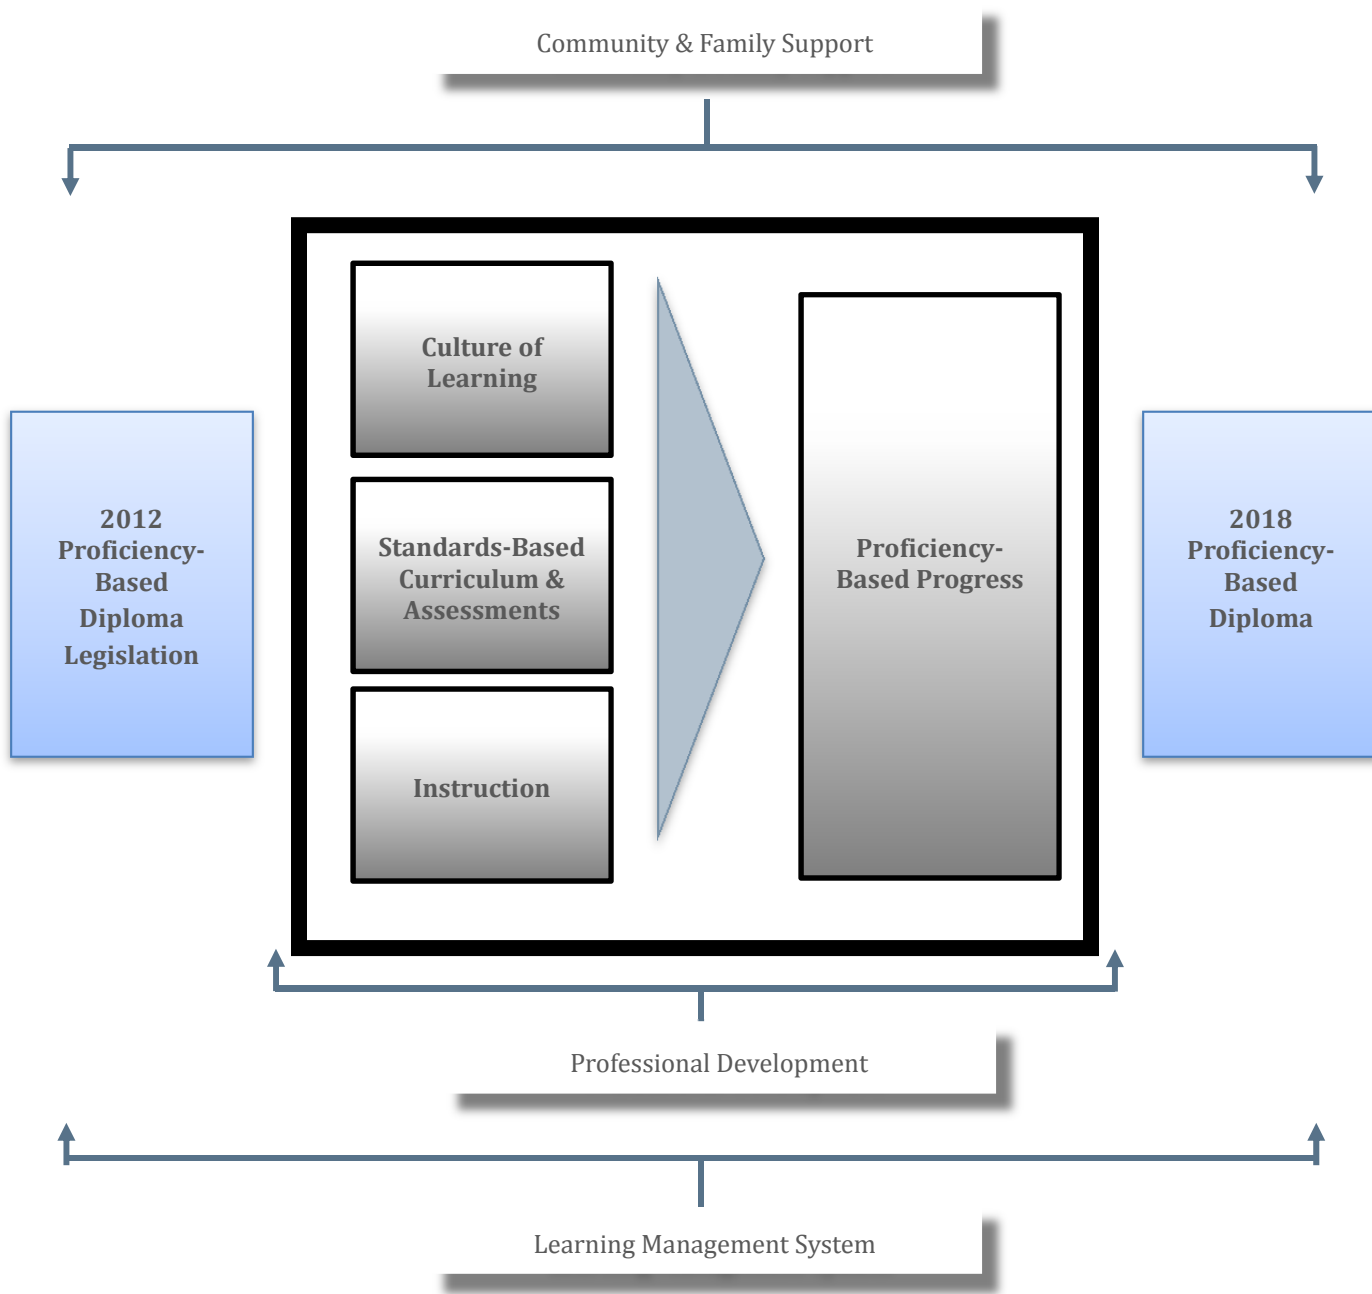 Community & Family Support
Culture of
Learning
2012
Proficiency-
Based
Diploma
Legislation
Standards-Based
Curriculum &
Assessments
Proficiency-
Based Progress
2018
Proficiency-
Based
Diploma
Instruction
Professional Development
Learning Management System